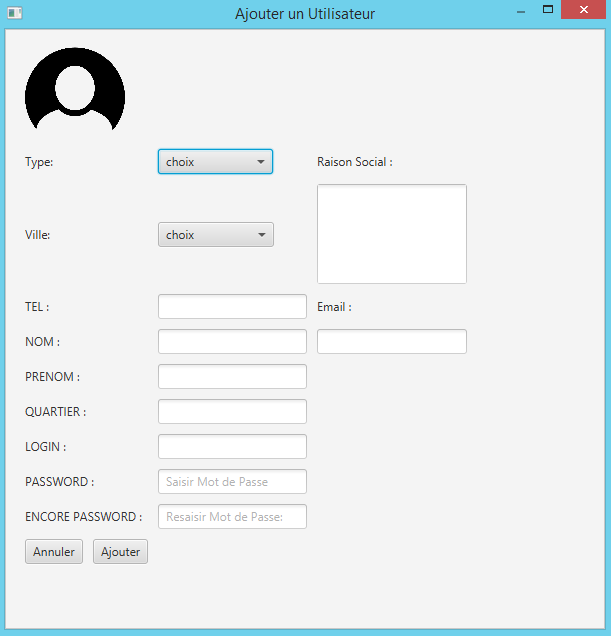 Ajouter un Utilisateur
Type:
choix
Raison Social :
Ville:
choix
TEL :
Email :
NOM :
PRENOM :
QUARTIER :
LOGIN :
PASSWORD :
Saisir Mot de Passe
ENCORE PASSWORD :
Resaisir Mot de Passe:
Annuler
Ajouter